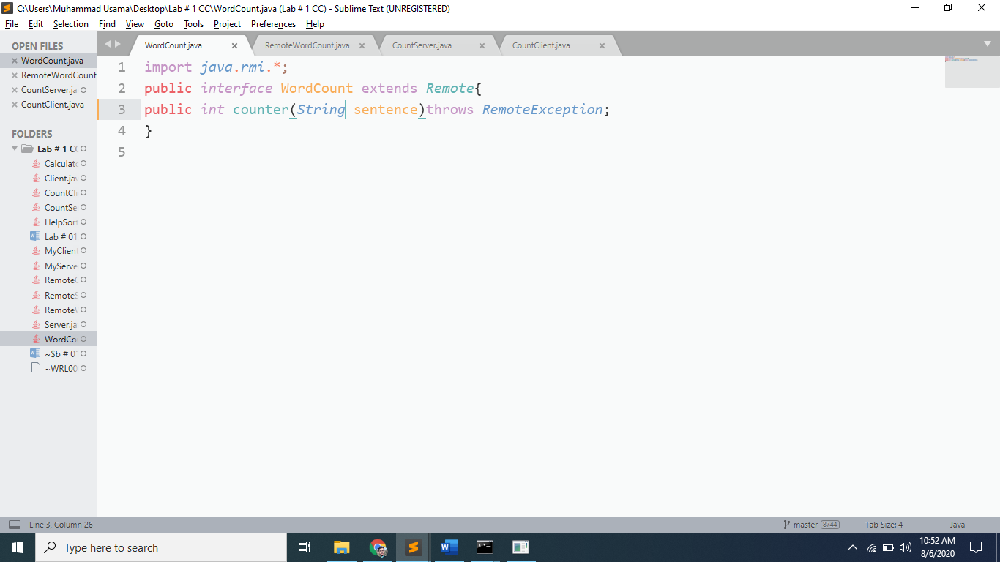 C:\Users\Muhammad Usama\Desktop\Lab # 1 CC\WordCount.java (Lab # 1 CC) - Sublime Text (UNREGISTERED)
File Edit Selection Find View Goto Tools Project Preferences Help
OPEN FILES
WordCount.java
RemoteWordCount
CountServer.ja
CountClient.java
FOLDERS
Lab # 1 C
Calculat
Client.ja
CountCli
CountSe
HelpSor
Lab # 01
MyClien
MyServe
Remote
Remote
Remote
Server.ja
WordCo
~$b # 0
~WRL00
WordCount.java RemoteWordCount.java CountServer.java CountClient.java
1 import java.rmi.*;
2 public interface WordCount extends Remote{
3 public int counter(String sentence)throws RemoteException;
4 }
5
Line 3, Column 26 master 8744 Tab Size: 4 Java
Type here to search
10:52 AM
8/6/2020